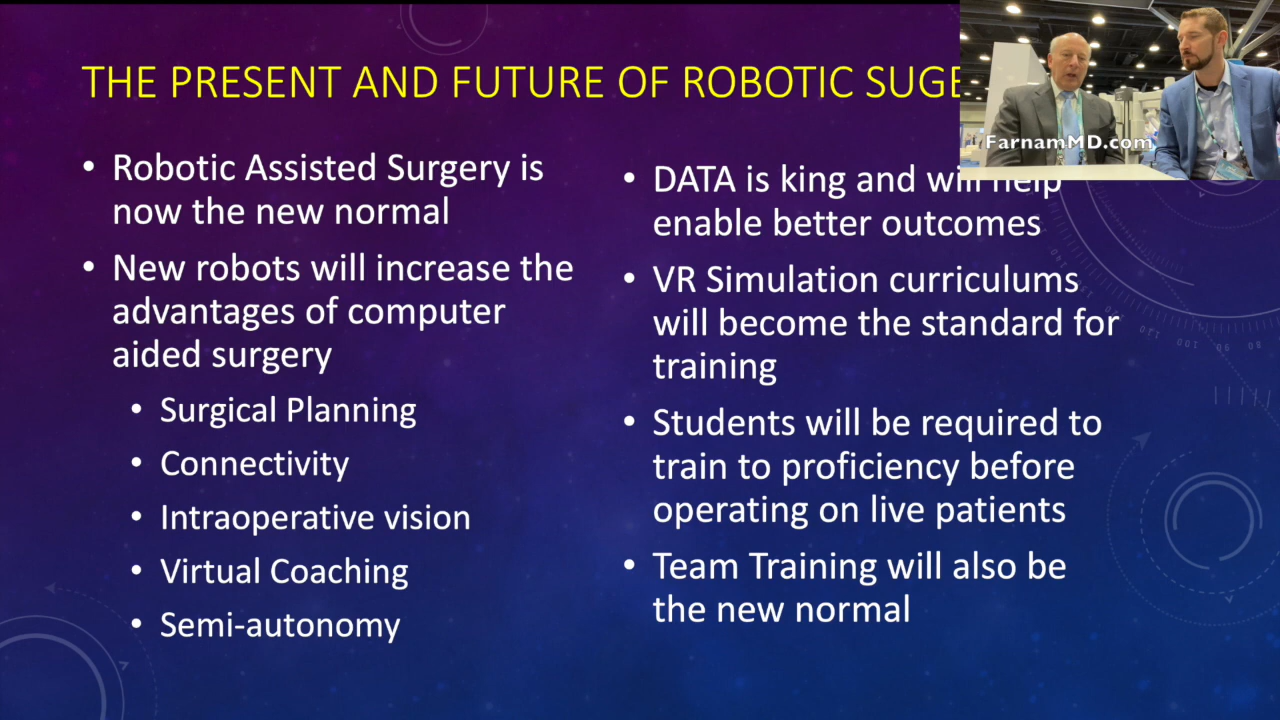 THE PRESENT AND FUTURE OF ROBOTIC SUGE
FarnamMD.com
• Robotic Assisted Surgery is
now the new normal
• New robots will increase the
advantages of computer
aided surgery
• Surgical Planning
• Connectivity
• Intraoperative vision
• Virtual Coaching
• Semi-autonomy
• DATA is king and will help
enable better outcomes
• VR Simulation curriculums
will become the standard for
training
• Students will be required to
train to proficiency before
operating on live patients
• Team Training will also be
the new normal